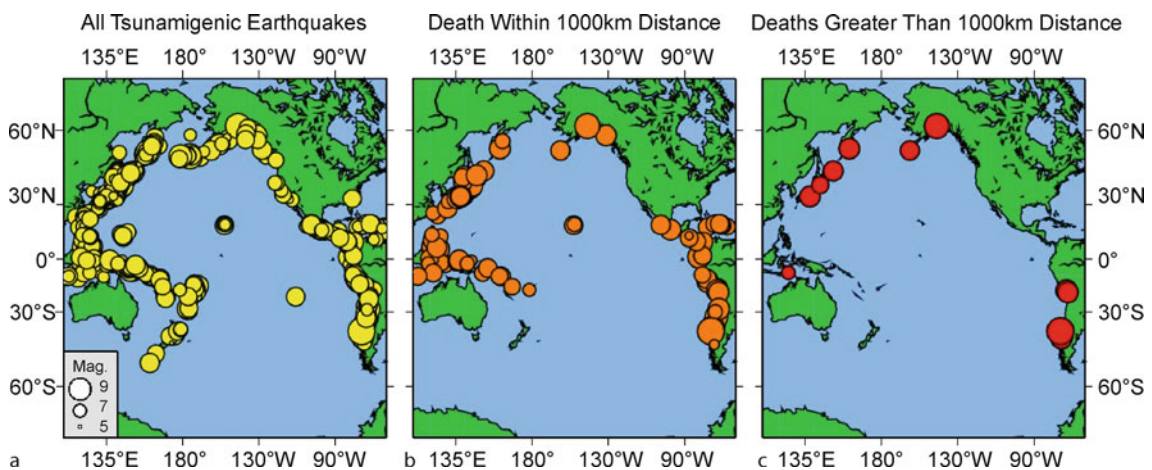 All Tsunamigenic Earthquakes
Death Within 1000km Distance
Deaths Greater Than 1000km Distance
135°E 180° 130°W 90°W
135°E 180° 130°W 90°W
135°E 180° 130°W 90°W
60°N 60°N
30°N 30°N
0° 0°
30°S 30°S
60°S 60°S
Mag.
9
7
5
a 135°E 180° 130°W 90°W
b 135°E 180° 130°W 90°W
c 135°E 180° 130°W 90°W